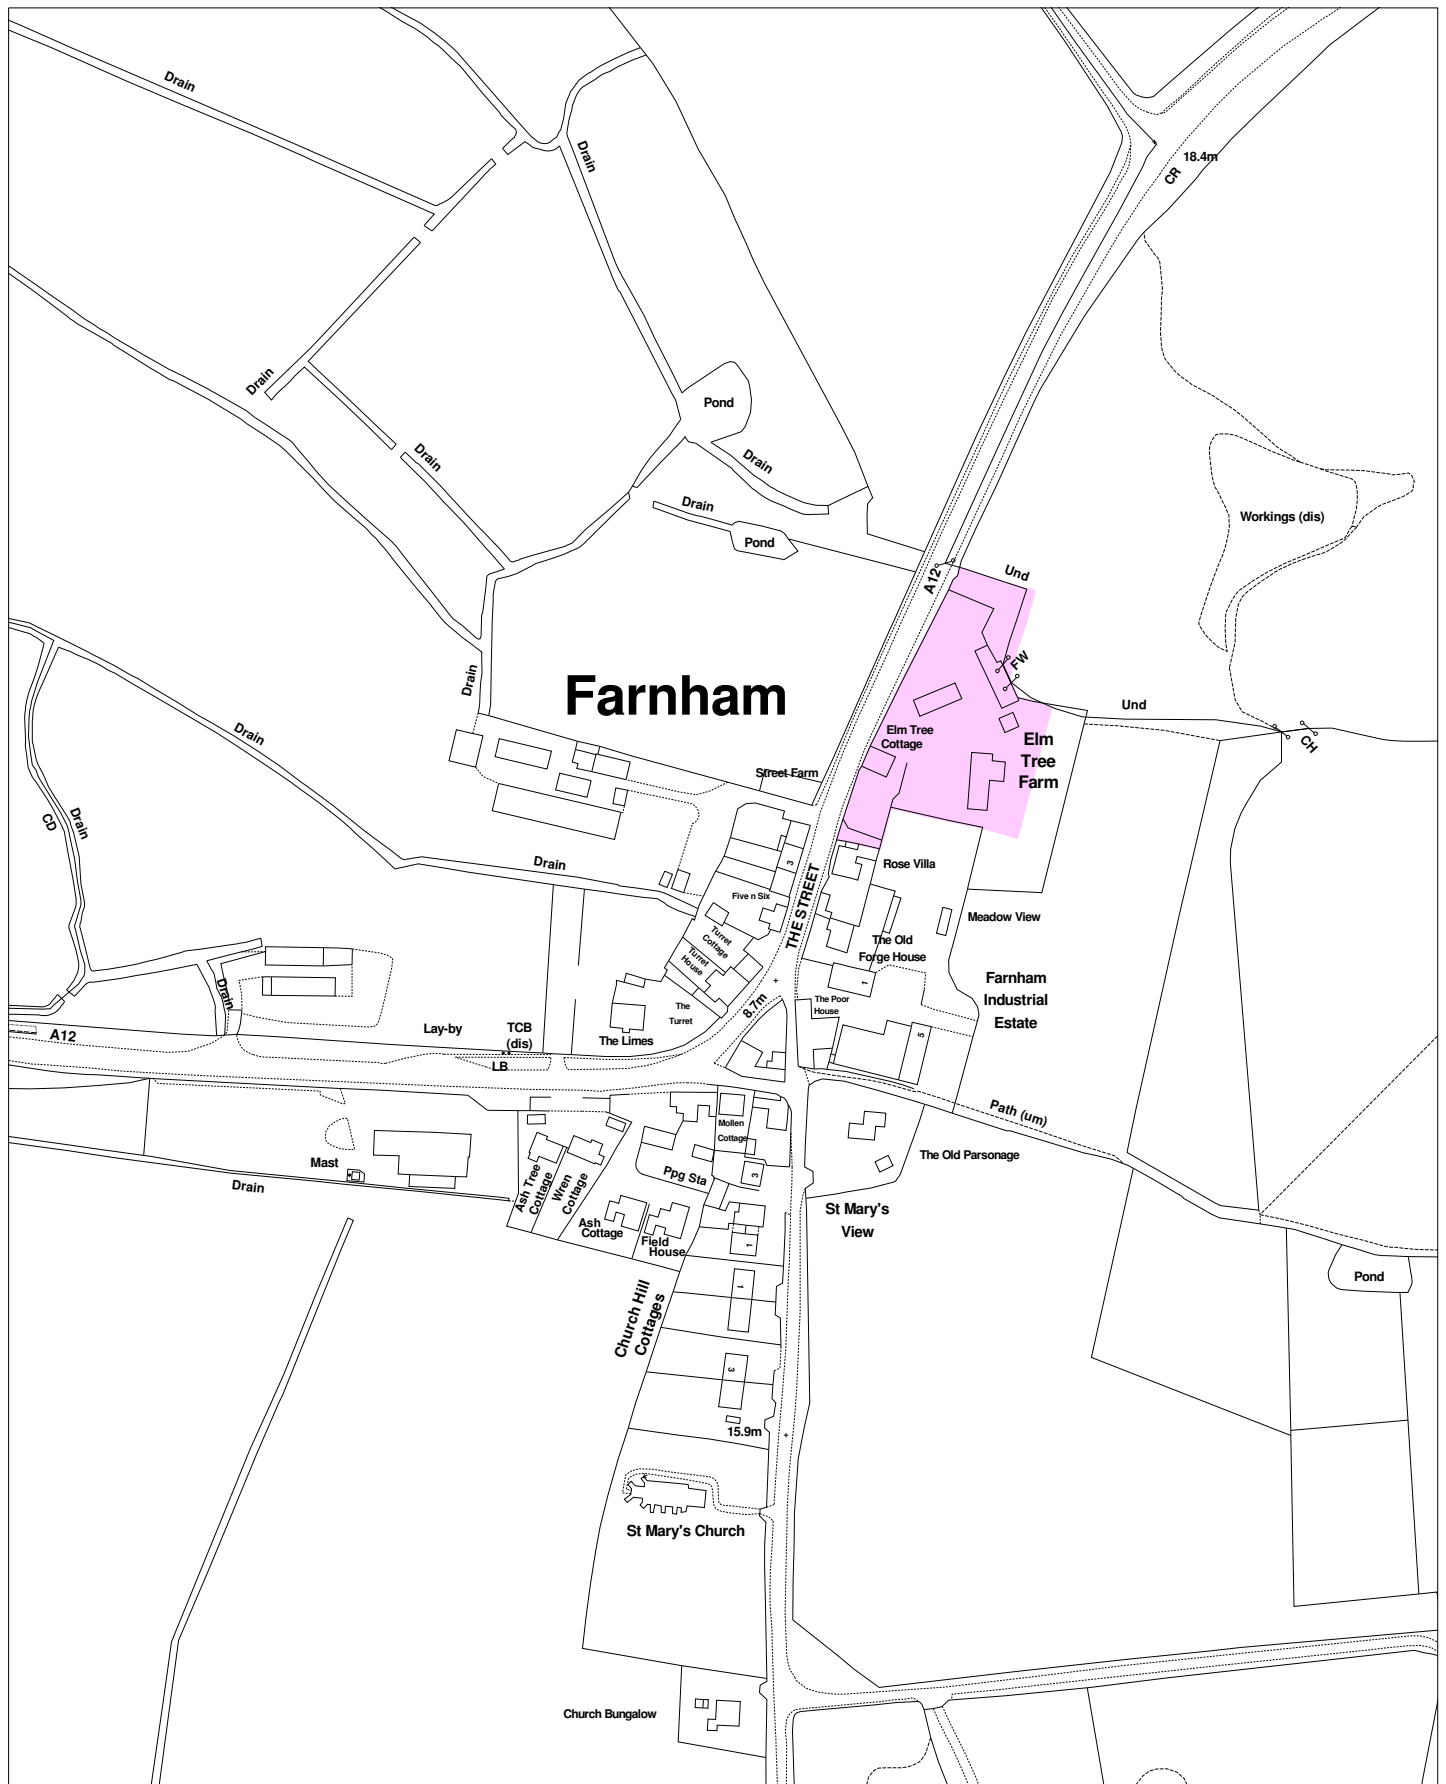 Drain
Drain
18.4m
CR
Drain
Pond
Drain
Drain
Drain
Workings (dis)
Pond
A12
Und
FW
Drain
Farnham
Und
Drain
Elm Tree
Cottage
Elm
Tree
Farm
CH
Street Farm
Drain
CD
3
Drain
Rose Villa
THE STREET
Five n Six
Meadow View
Turret
Cottage
Turret
House
The Old
Forge House
1
Farnham
Industrial
Estate
Drain
The
Turret
8.7m
The Poor
House
A12
Lay-by
TCB
(dis)
The Limes
5
LB
Path (um)
Mollen
Cottage
The Old Parsonage
Mast
Drain
Ash Tree
Cottage
Wren
Cottage
Ppg Sta
3
St Mary's
View
Ash
Cottage
Field
House
1
Pond
Church Hill
Cottages
1
3
15.9m
St Mary's Church
Church Bungalow